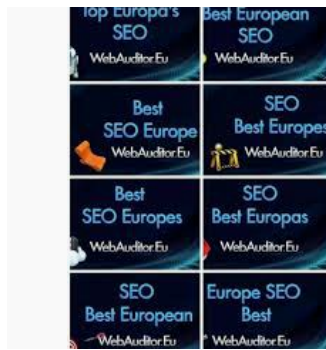 Top Europa's
SEO
WebAuditor.Eu
Best European
SEO
WebAuditor.Eu
Best
SEO Europe
WebAuditor.Eu
SEO
Best Europes
WebAuditor.Eu
Best
SEO Europes
WebAuditor.Eu
SEO
Best Europas
WebAuditor.Eu
SEO
Best European
WebAuditor.Eu
Europe SEO
Best
WebAuditor.Eu